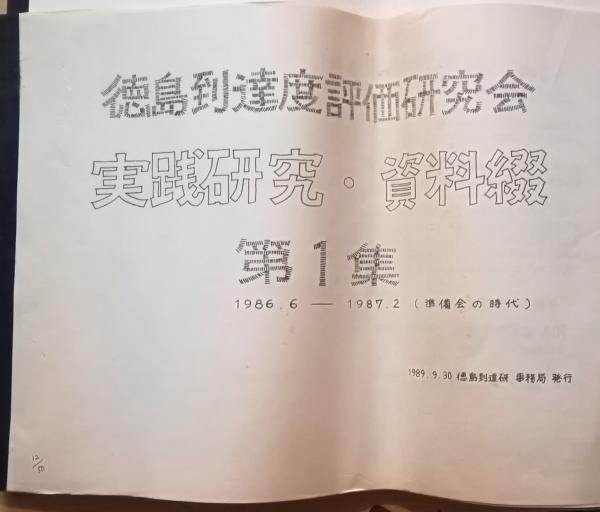 徳島到達度評価研究会
実践研究・資料綴
第1集
1986.6 — 1987.2 (準備会の時代)
1989.9.30 徳島到達研 事務局 発行
12/50